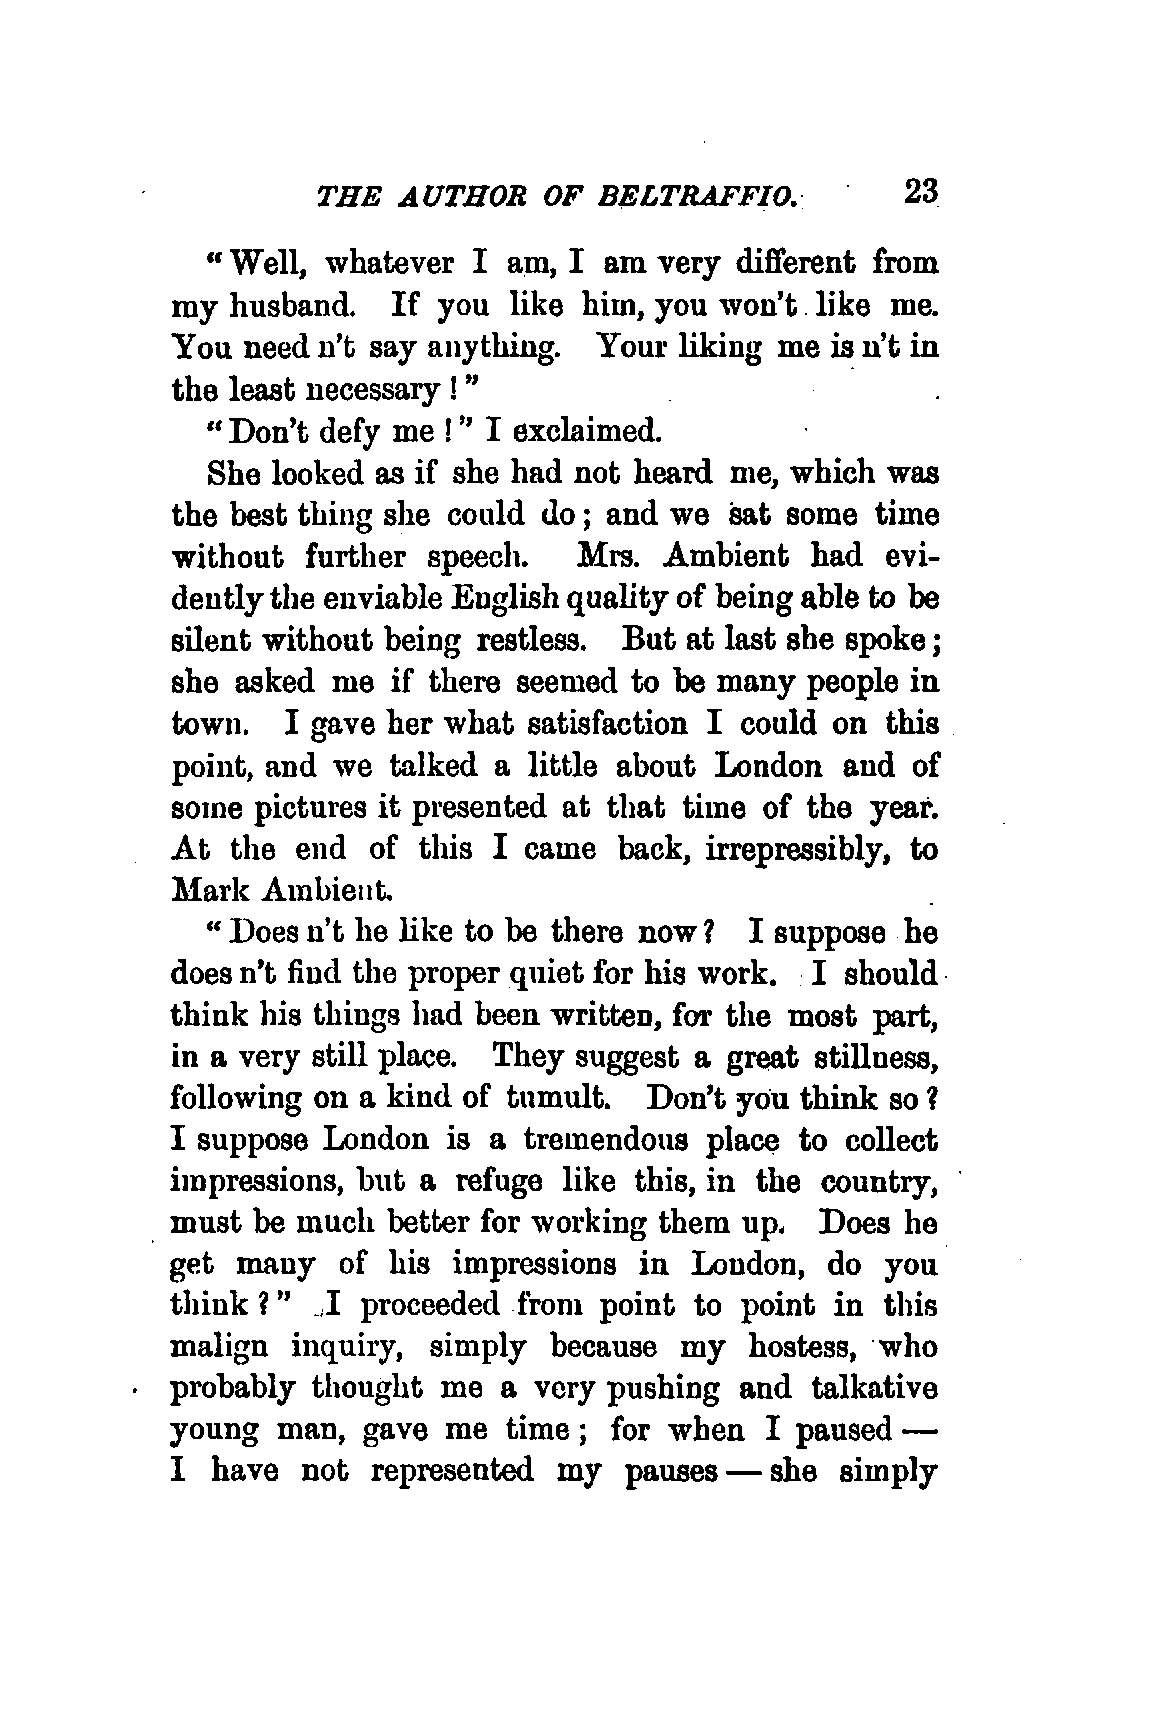 THE AUTHOR OF BELTRAFFIO. 23
“Well, whatever I am, I am very different from
my husband. If you like him, you won't like me.
You need n't say anything. Your liking me is n't in
the least necessary!”
“Don't defy me!” I exclaimed.
She looked as if she had not heard me, which was
the best thing she could do; and we sat some time
without further speech. Mrs. Ambient had evi-
dently the enviable English quality of being able to be
silent without being restless. But at last she spoke;
she asked me if there seemed to be many people in
town. I gave her what satisfaction I could on this
point, and we talked a little about London and of
some pictures it presented at that time of the year.
At the end of this I came back, irrepressibly, to
Mark Ambient.
“Does n't he like to be there now? I suppose he
does n't find the proper quiet for his work. I should
think his things had been written, for the most part,
in a very still place. They suggest a great stillness,
following on a kind of tumult. Don't you think so?
I suppose London is a tremendous place to collect
impressions, but a refuge like this, in the country,
must be much better for working them up. Does he
get many of his impressions in London, do you
think?” I proceeded from point to point in this
malign inquiry, simply because my hostess, who
probably thought me a very pushing and talkative
young man, gave me time; for when I paused —
I have not represented my pauses — she simply